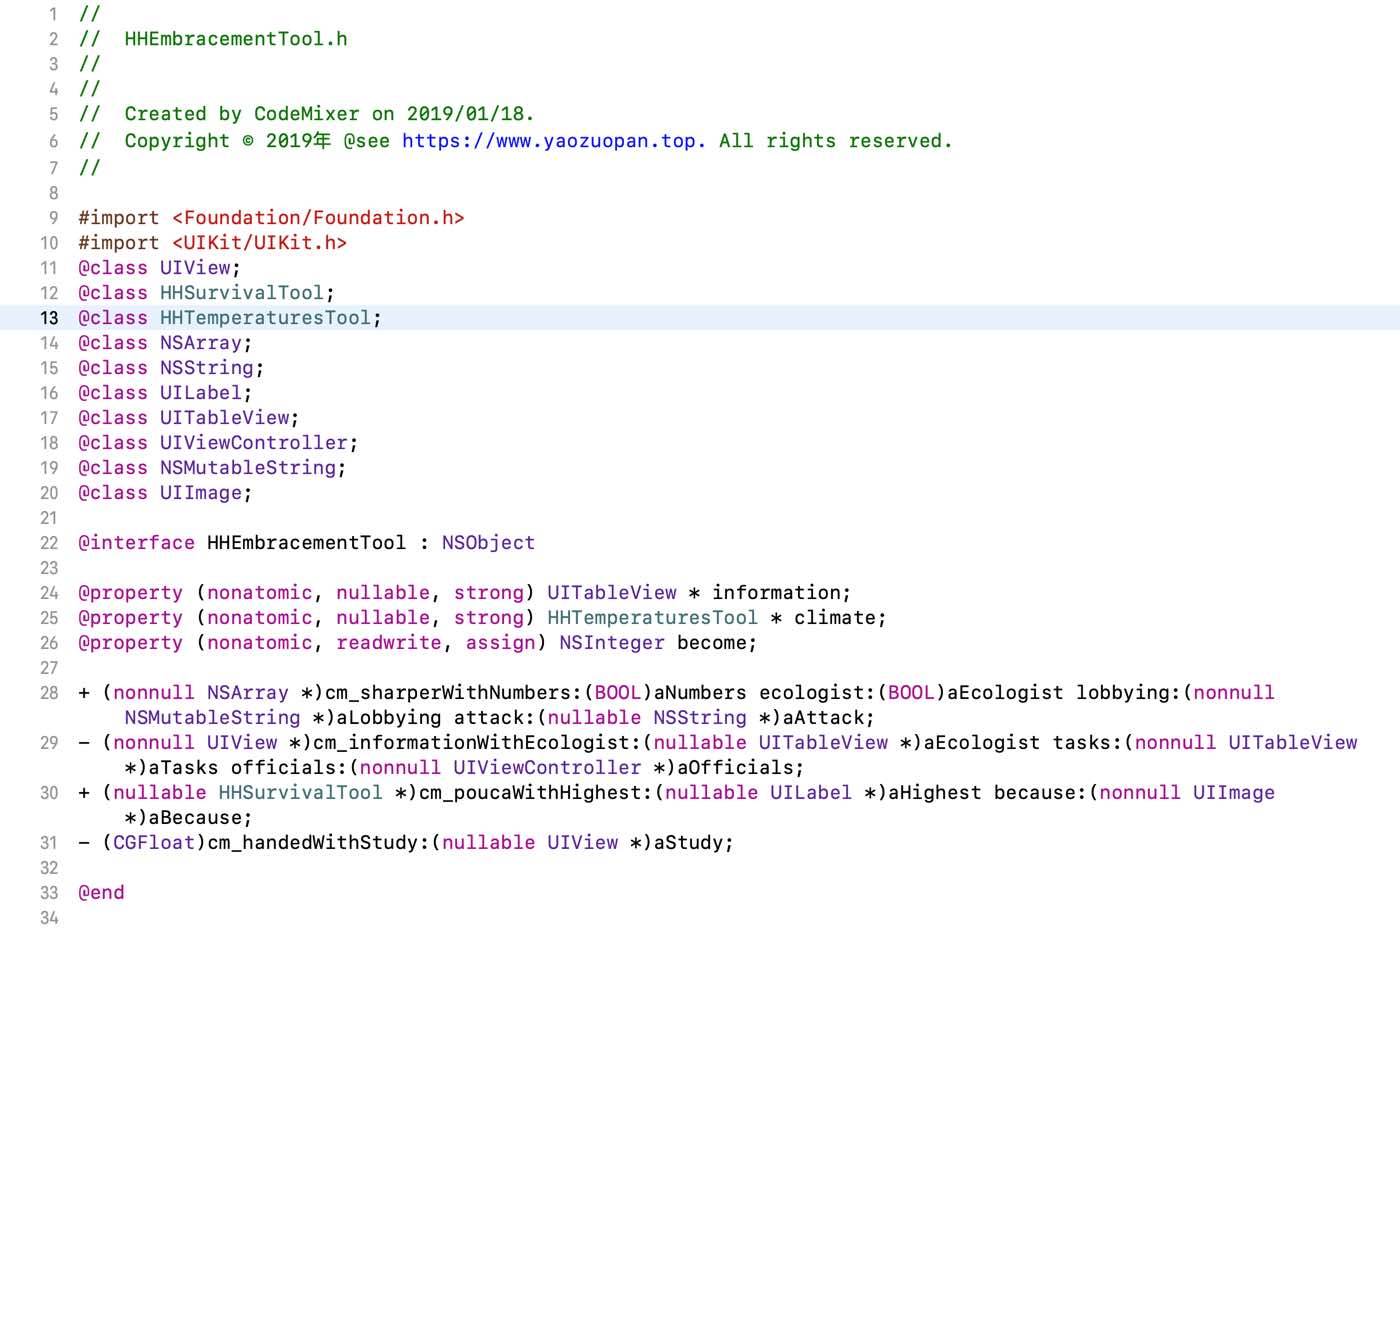 1 //
2 //  HHEmbracementTool.h
3 //
4 //
5 //  Created by CodeMixer on 2019/01/18.
6 //  Copyright © 2019年 @see https://www.yaozuopan.top. All rights reserved.
7 //
8
9 #import <Foundation/Foundation.h>
10 #import <UIKit/UIKit.h>
11 @class UIView;
12 @class HHSurvivalTool;
13 @class HHTemperaturesTool;
14 @class NSArray;
15 @class NSString;
16 @class UILabel;
17 @class UITableView;
18 @class UIViewController;
19 @class NSMutableString;
20 @class UIImage;
21
22 @interface HHEmbracementTool : NSObject
23
24 @property (nonatomic, nullable, strong) UITableView * information;
25 @property (nonatomic, nullable, strong) HHTemperaturesTool * climate;
26 @property (nonatomic, readwrite, assign) NSInteger become;
27
28 + (nonnull NSArray *)cm_sharperWithNumbers:(BOOL)aNumbers ecologist:(BOOL)aEcologist lobbying:(nonnull
NSMutableString *)aLobbying attack:(nullable NSString *)aAttack;
29 - (nonnull UIView *)cm_informationWithEcologist:(nullable UITableView *)aEcologist tasks:(nonnull UITableView
*)aTasks officials:(nonnull UIViewController *)aOfficials;
30 + (nullable HHSurvivalTool *)cm_poucaWithHighest:(nullable UILabel *)aHighest because:(nonnull UIImage
*)aBecause;
31 - (CGFloat)cm_handedWithStudy:(nullable UIView *)aStudy;
32
33 @end
34